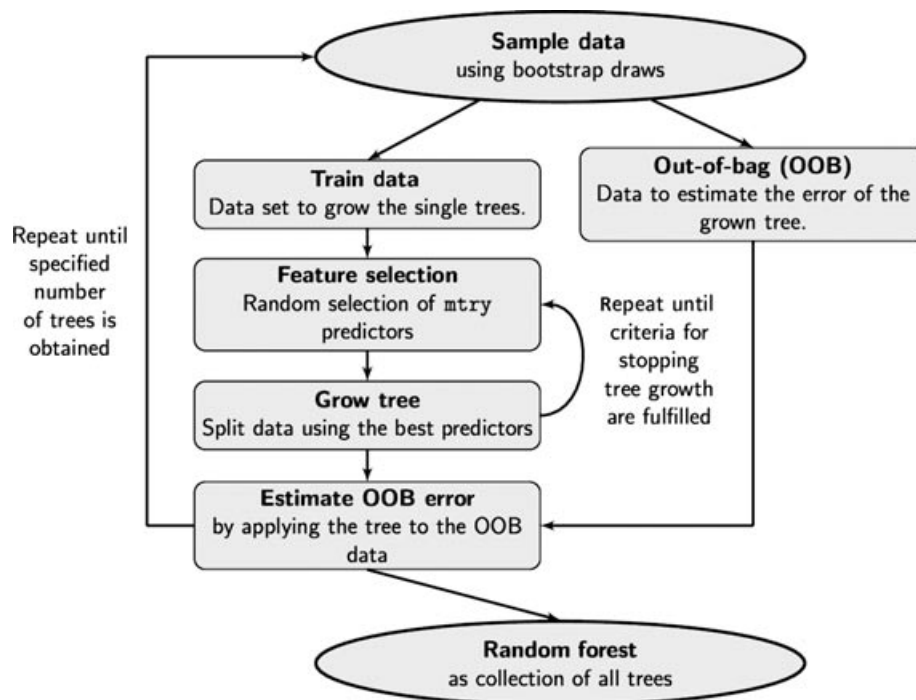 Sample data
using bootstrap draws
Train data
Data set to grow the single trees.
Out-of-bag (OOB)
Data to estimate the error of the
grown tree.
Repeat until
specified
number
of trees is
obtained
Feature selection
Random selection of mtry
predictors
Repeat until
criteria for
stopping
tree growth
are fulfilled
Grow tree
Split data using the best predictors
Estimate OOB error
by applying the tree to the OOB
data
Random forest
as collection of all trees